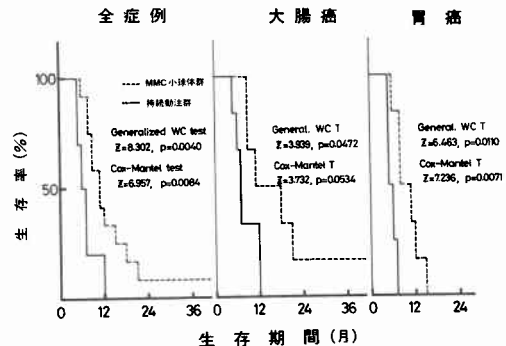 全症例
大腸癌
胃癌
生存率(%)
100
50
MMC小球体群
持続動注群
Generalized WC test
Z=8.302, p=0.0040
Cox-Mantel test
Z=6.957, p=0.0084
General. WC T
Z=3.939, p=0.0472
Cox-Mantel T
Z=3.732, p=0.0534
General. WC T
Z=6.463, p=0.0110
Cox-Mantel T
Z=7.236, p=0.0071
0 12 24 36
0 12 24 36
0 12 24
生存期間(月)